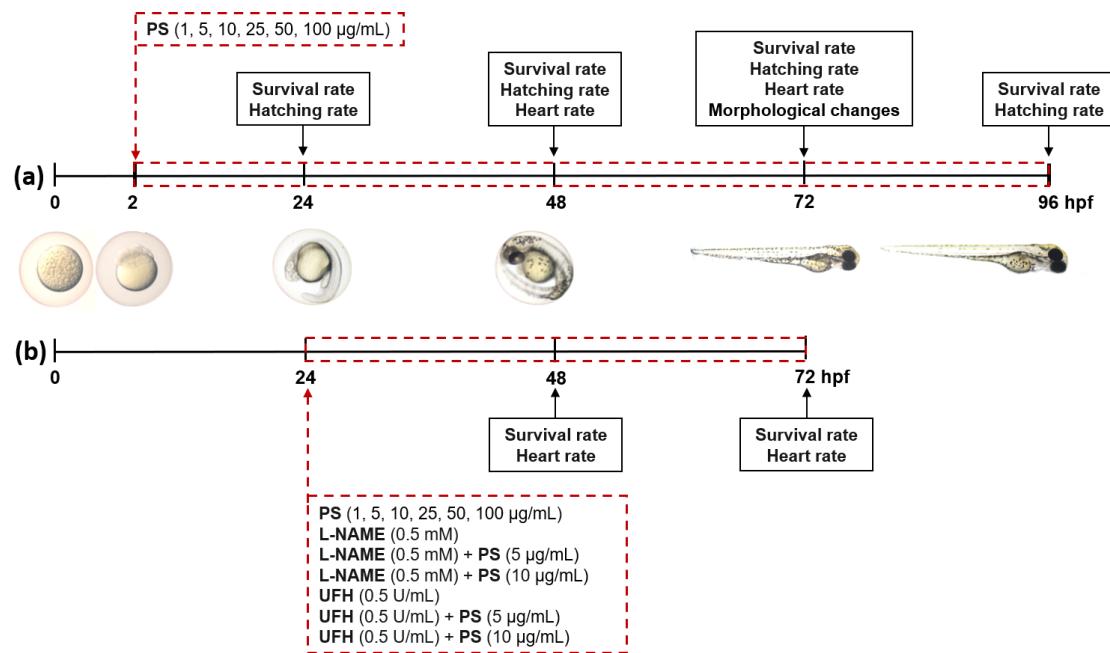 PS (1, 5, 10, 25, 50, 100 µg/mL)
Survival rate
Hatching rate
Survival rate
Hatching rate
Heart rate
Survival rate
Hatching rate
Heart rate
Morphological changes
Survival rate
Hatching rate
(a)
0 2 24 48 72 96 hpf
(b)
0 24 48 72 hpf
Survival rate
Heart rate
Survival rate
Heart rate
PS (1, 5, 10, 25, 50, 100 µg/mL)
L-NAME (0.5 mM)
L-NAME (0.5 mM) + PS (5 µg/mL)
L-NAME (0.5 mM) + PS (10 µg/mL)
UFH (0.5 U/mL)
UFH (0.5 U/mL) + PS (5 µg/mL)
UFH (0.5 U/mL) + PS (10 µg/mL)